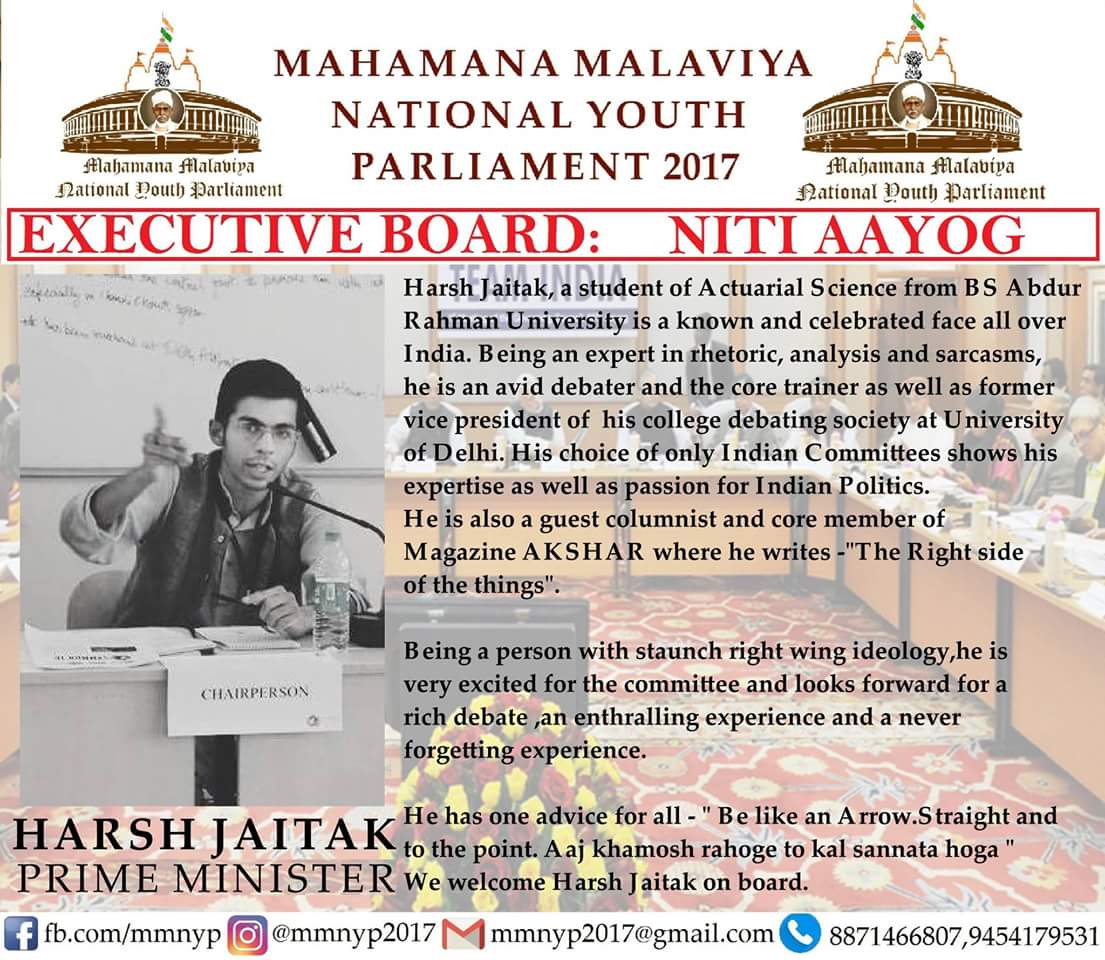 MAHAMANA MALAVIYA
NATIONAL YOUTH
PARLIAMENT 2017
Mahamana Malaviya
National Youth Parliament
Mahamana Malaviya
National Youth Parliament
EXECUTIVE BOARD: NITI AAYOG
TEAM INDIA
Harsh Jaitak, a student of Actuarial Science from BS Abdur
Rahman University is a known and celebrated face all over
India. Being an expert in rhetoric, analysis and sarcasms,
he is an avid debater and the core trainer as well as former
vice president of his college debating society at University
of Delhi. His choice of only Indian Committees shows his
expertise as well as passion for Indian Politics.
He is also a guest columnist and core member of
Magazine AKSHAR where he writes -"The Right side
of the things".
Being a person with staunch right wing ideology,he is
very excited for the committee and looks forward for a
rich debate ,an enthralling experience and a never
forgetting experience.
He has one advice for all - " Be like an Arrow.Straight and
to the point. Aaj khamosh rahoge to kal sannata hoga "
We welcome Harsh Jaitak on board.
CHAIRPERSON
HARSH JAITAK
PRIME MINISTER
fb.com/mmnyp @mmnyp2017 mmnyp2017@gmail.com 8871466807,9454179531